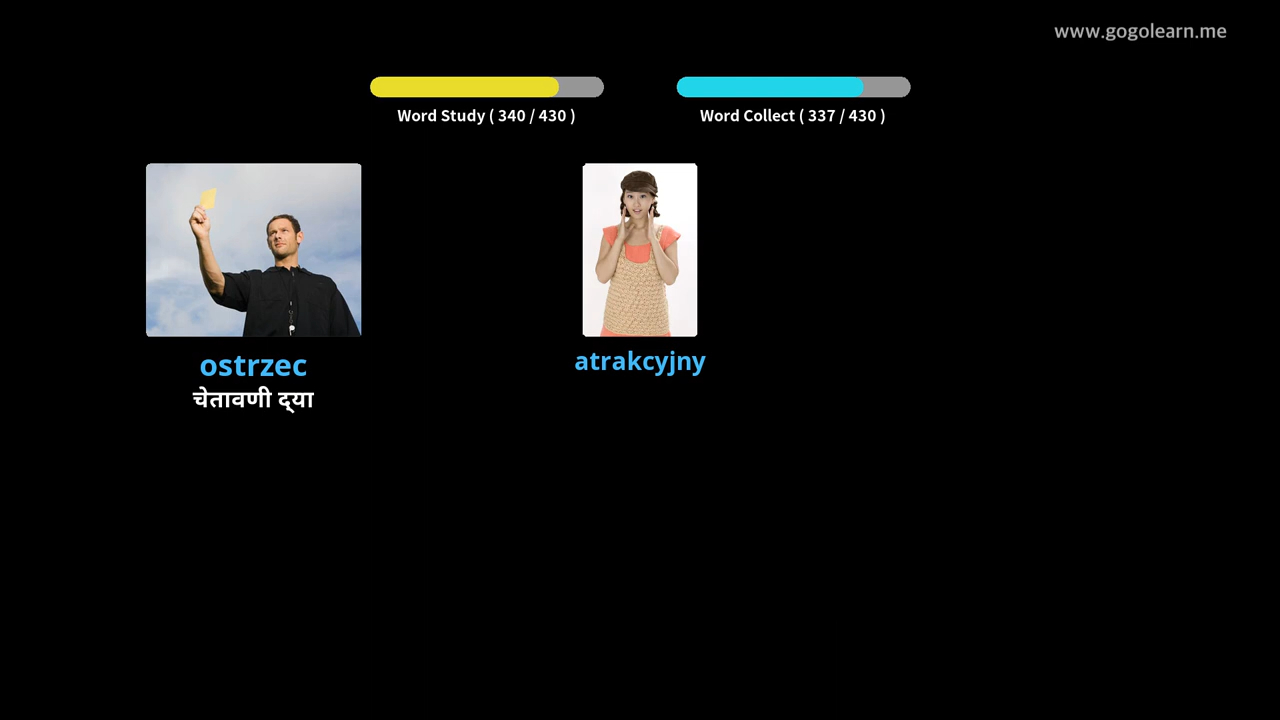 www.gogolearn.me
Word Study ( 340 / 430 )
Word Collect ( 337 / 430 )
ostrzec
चेतावणी द्या
atrakcyjny